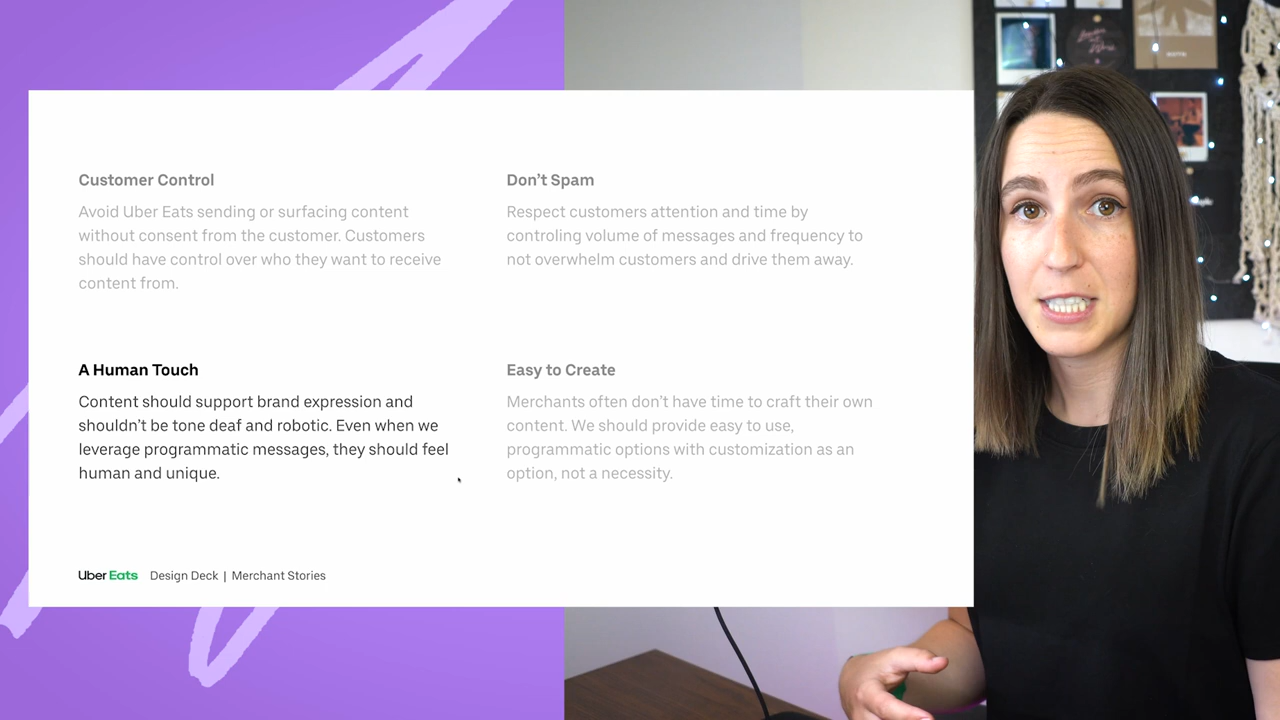 Customer Control
Avoid Uber Eats sending or surfacing content
without consent from the customer. Customers
should have control over who they want to receive
content from.
Don’t Spam
Respect customers attention and time by
controling volume of messages and frequency to
not overwhelm customers and drive them away.
A Human Touch
Content should support brand expression and
shouldn’t be tone deaf and robotic. Even when we
leverage programmatic messages, they should feel
human and unique.
Easy to Create
Merchants often don’t have time to craft their own
content. We should provide easy to use,
programmatic options with customization as an
option, not a necessity.
Uber Eats Design Deck | Merchant Stories